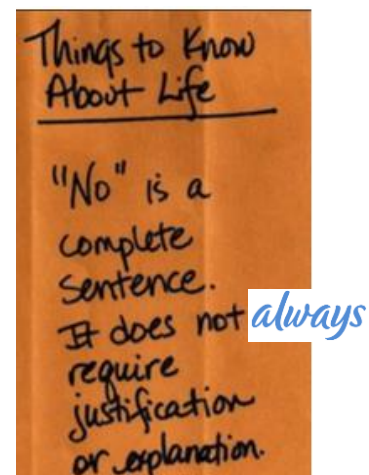 Things to Know
About Life
"No" is a
complete
sentence.
It does not always
require
justification
or explanation.